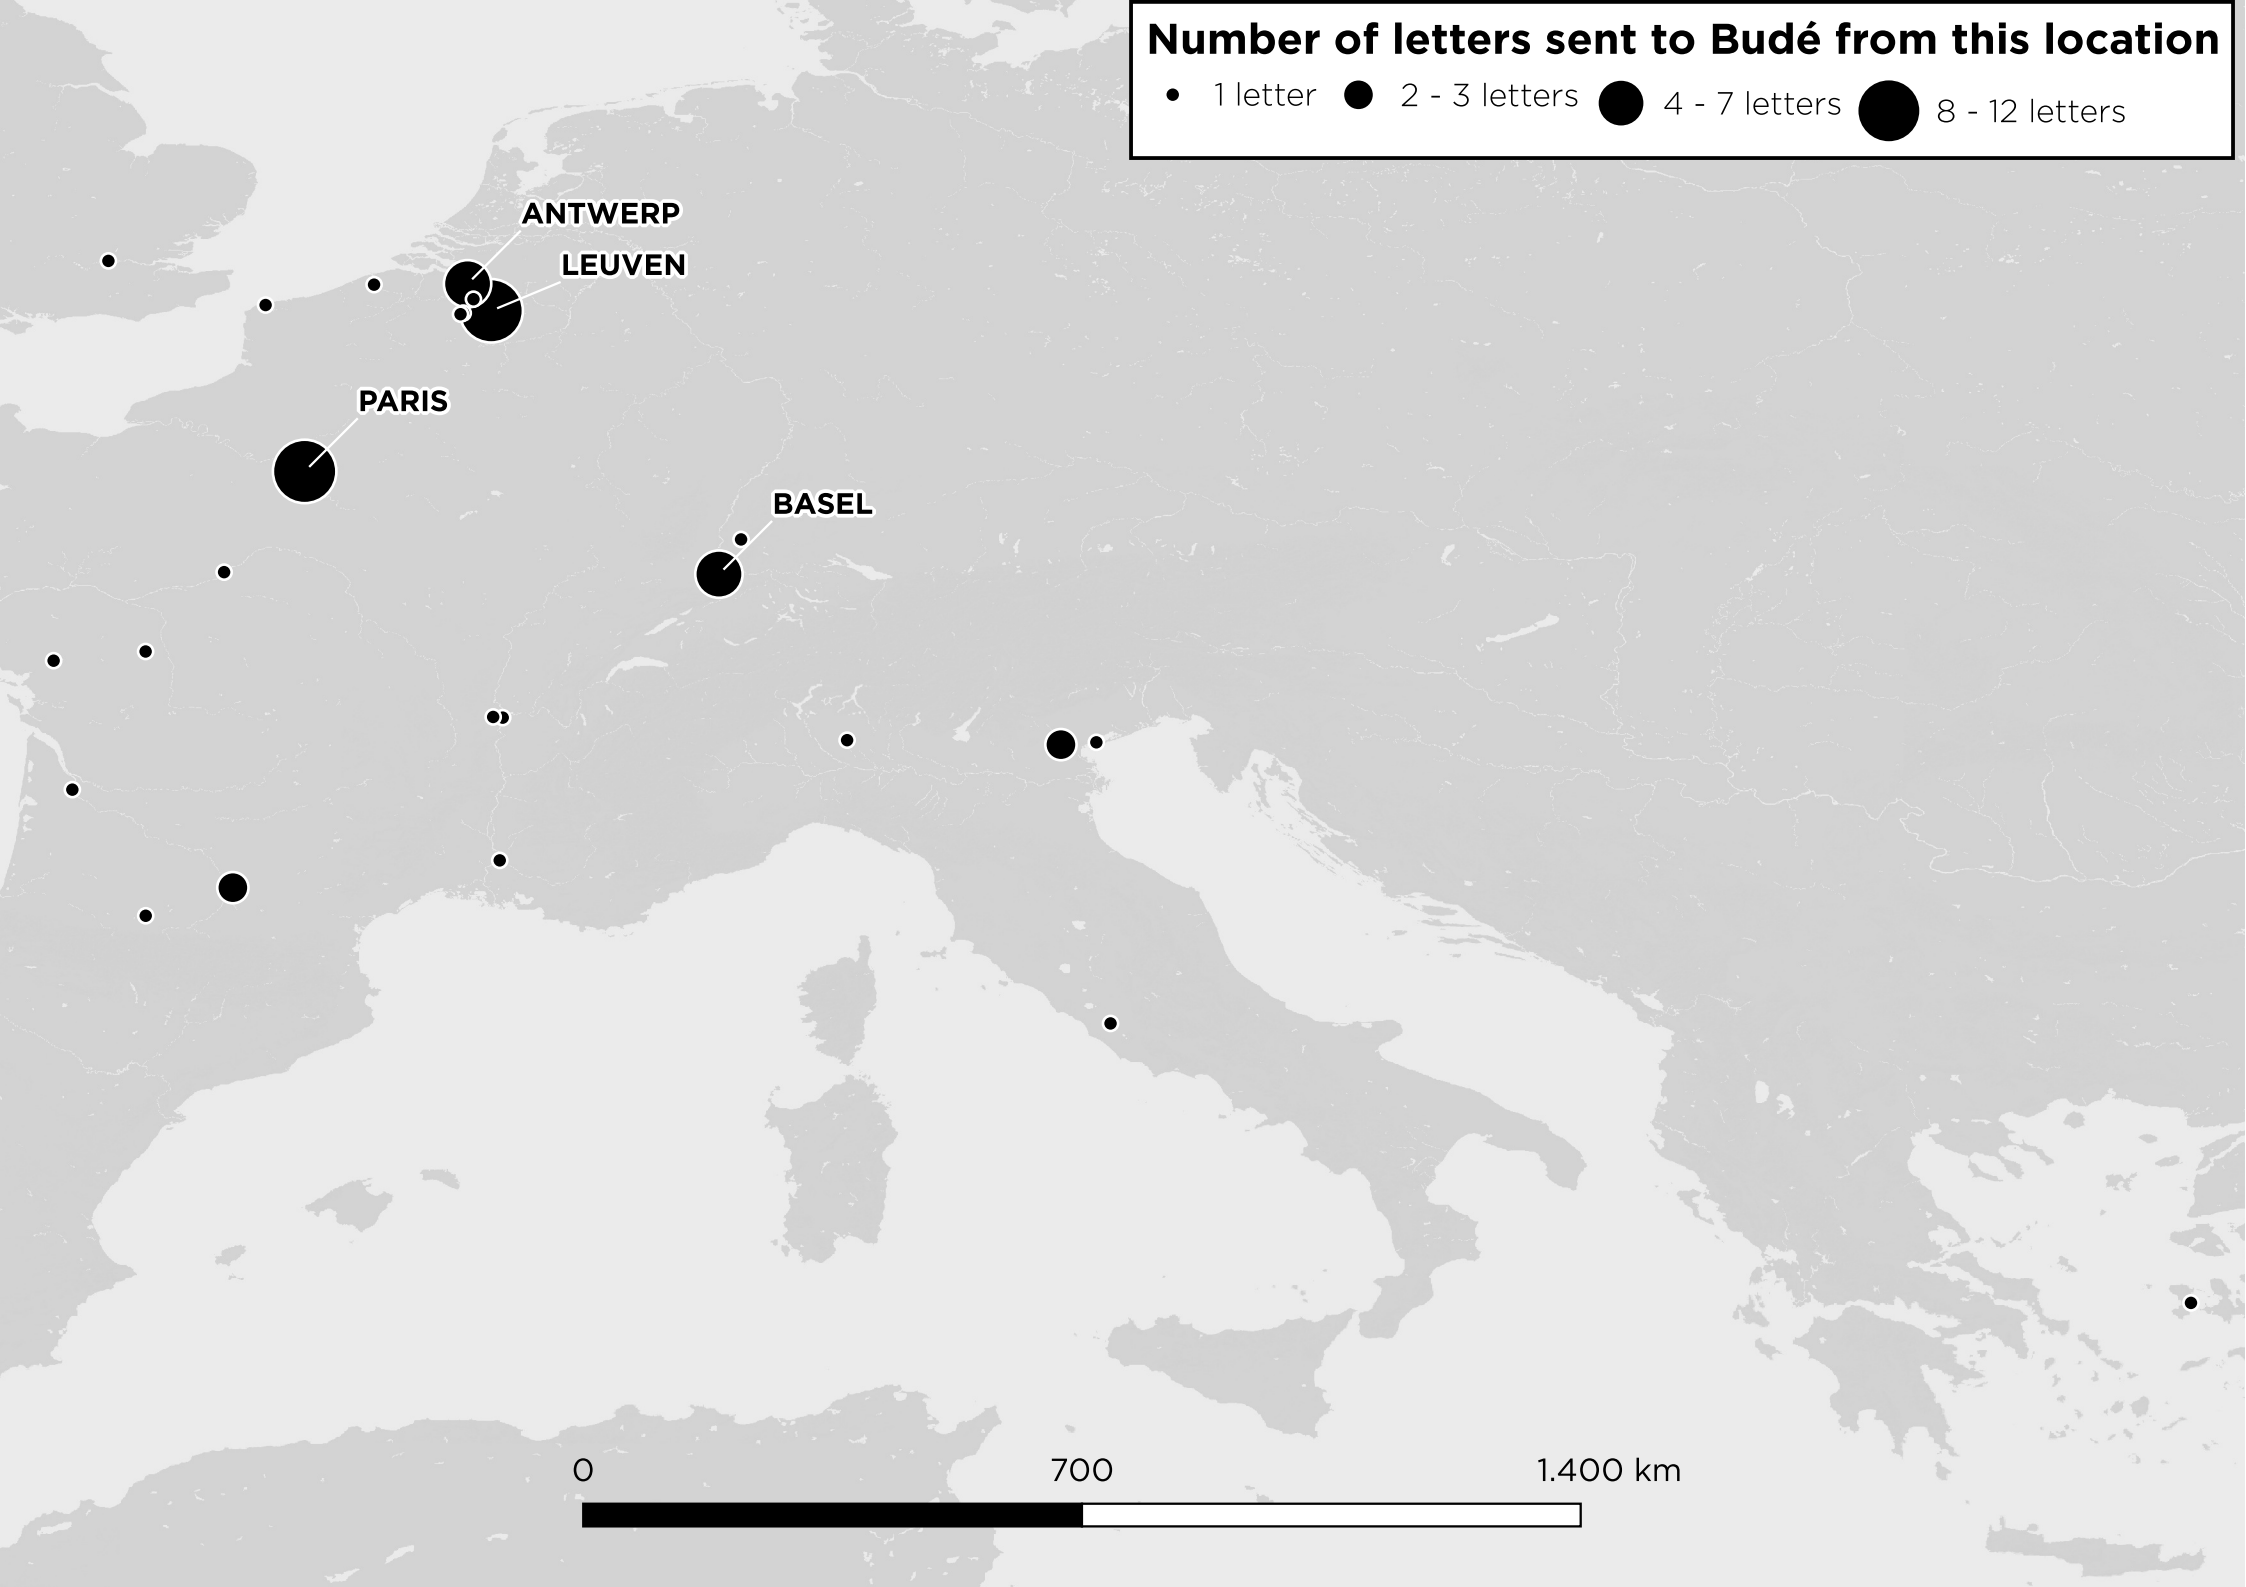 Number of letters sent to Budé from this location
1 letter 2 - 3 letters 4 - 7 letters 8 - 12 letters
ANTWERP
LEUVEN
PARIS
BASEL
0 700 1.400 km